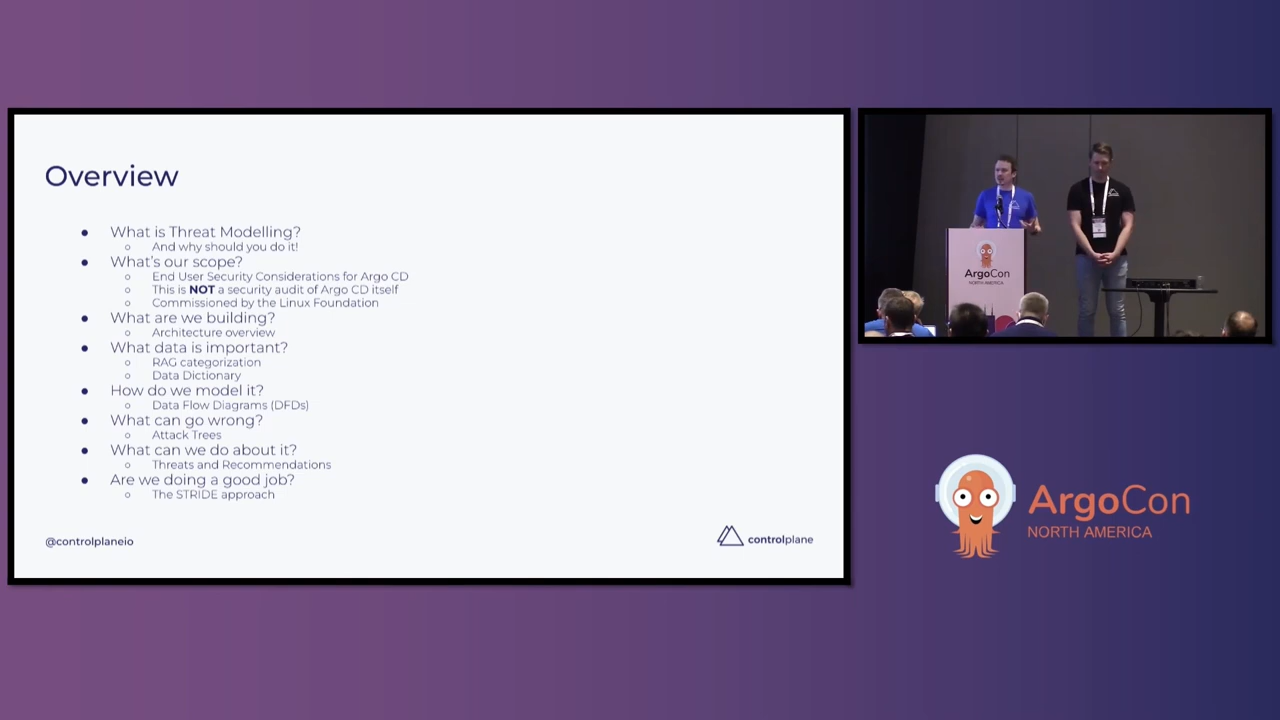 Overview
What is Threat Modelling?
And why should you do it!
What's our scope?
End User Security Considerations for Argo CD
This is NOT a security audit of Argo CD itself
Commissioned by the Linux Foundation
What are we building?
Architecture overview
What data is important?
RAG categorization
Data Dictionary
How do we model it?
Data Flow Diagrams (DFDs)
What can go wrong?
Attack Trees
What can we do about it?
Threats and Recommendations
Are we doing a good job?
The STRIDE approach
@controlplaneio
controlplane
ArgoCon
NORTH AMERICA
ArgoCon
NORTH AMERICA